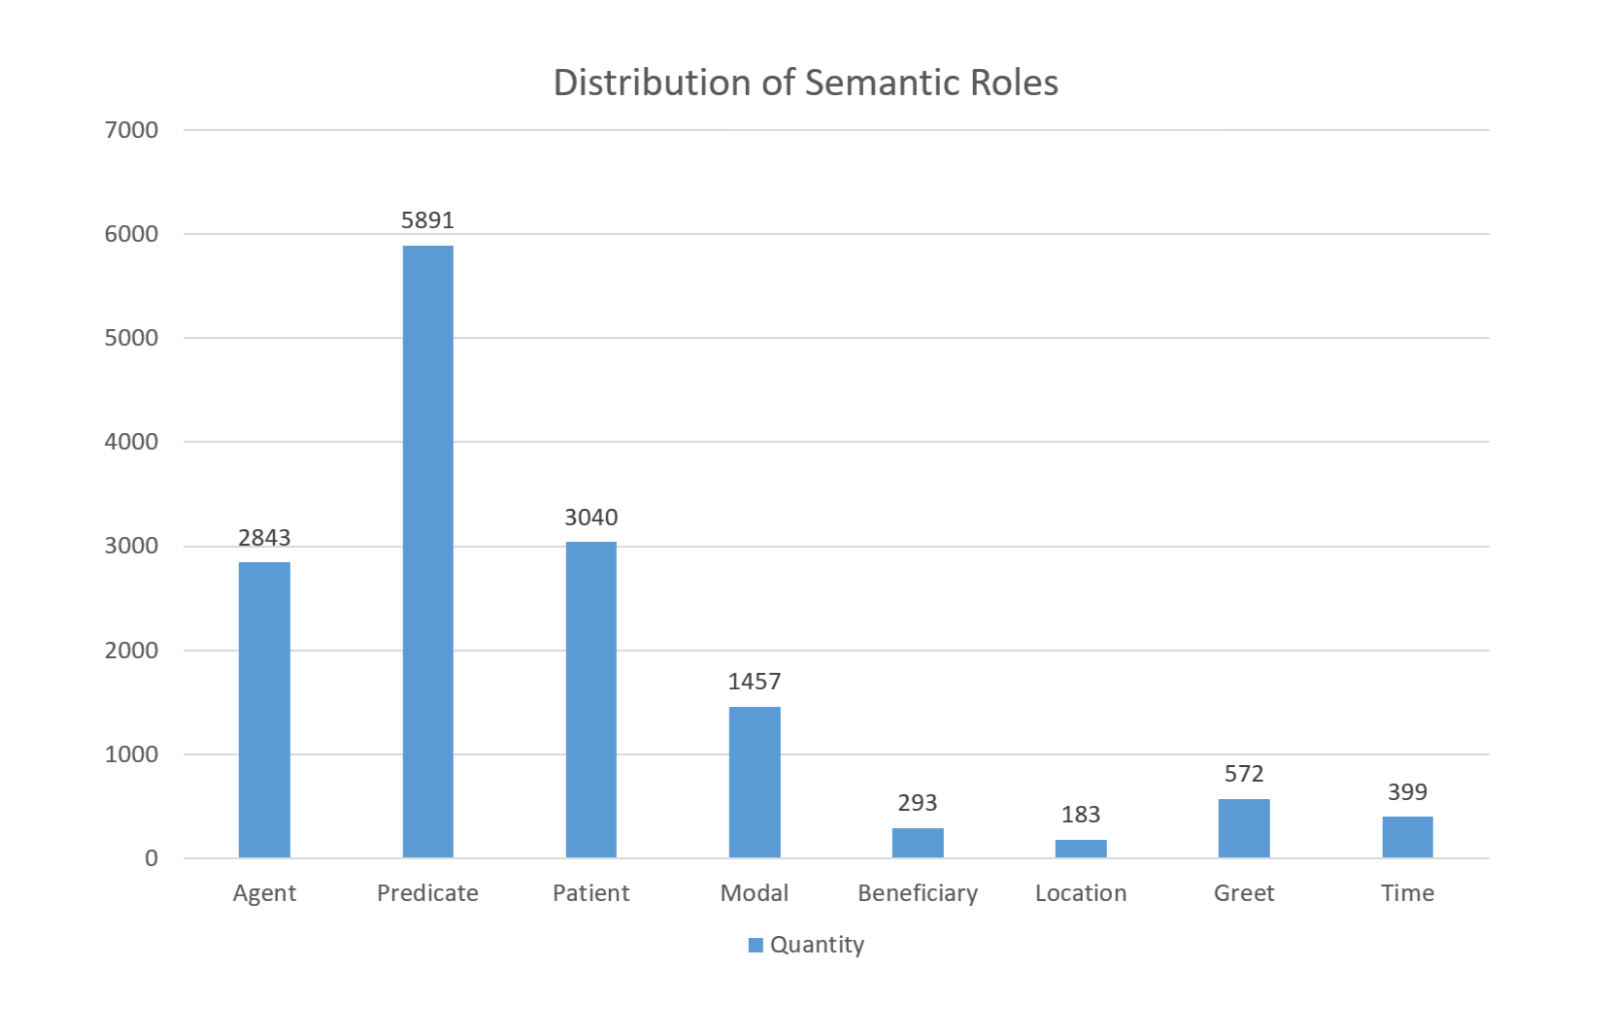 Distribution of Semantic Roles
7000
6000
5000
4000
3000
2000
1000
0
2843
5891
3040
1457
293
183
572
399
Agent
Predicate
Patient
Modal
Beneficiary
Location
Greet
Time
Quantity